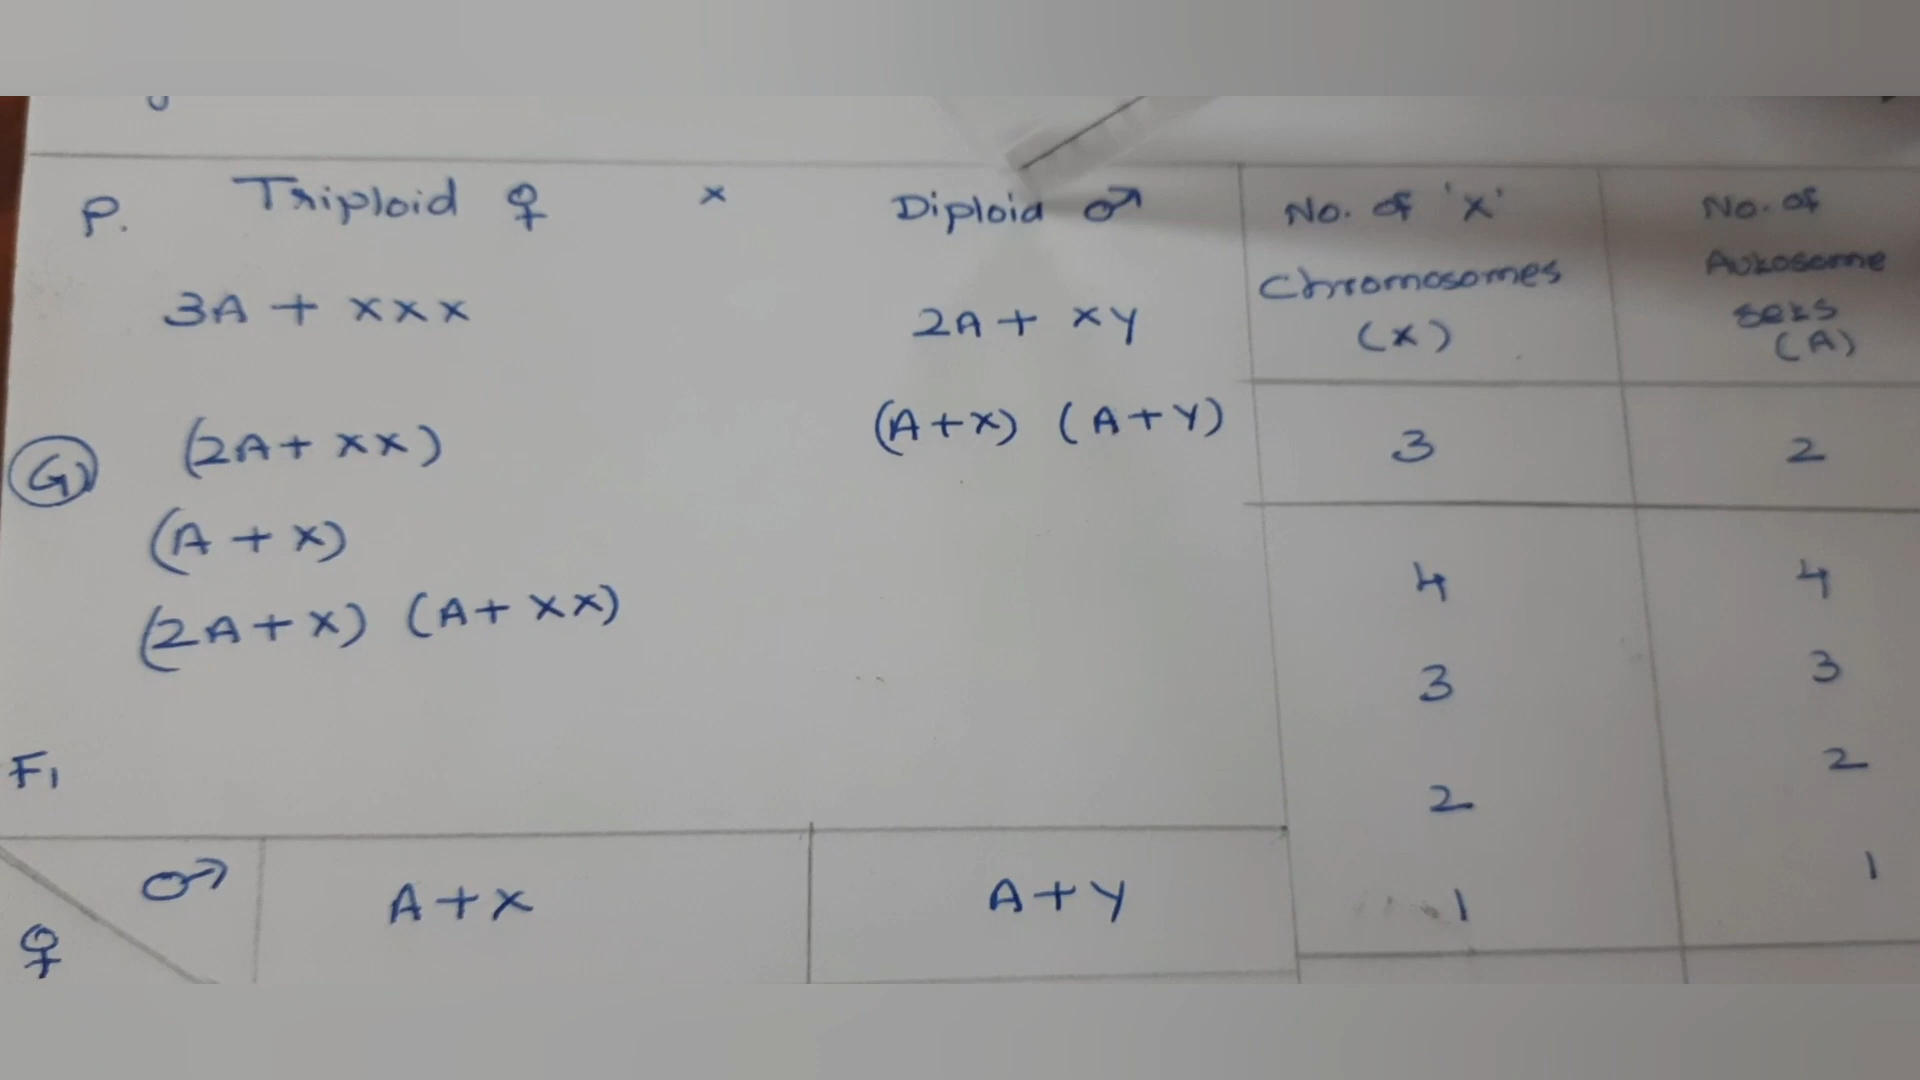 P. Triploid ♀ × Diploid ♂
3A + XXX 2A + XY
G (2A + XX) (A+X) (A+Y)
(A + X)
(2A + X) (A + XX)
F1
♂ A+X A+Y
♀
No. of 'X' Chromosomes (X)
No. of Autosome sets (A)
3 2
4 4
3 3
2 2
1 1